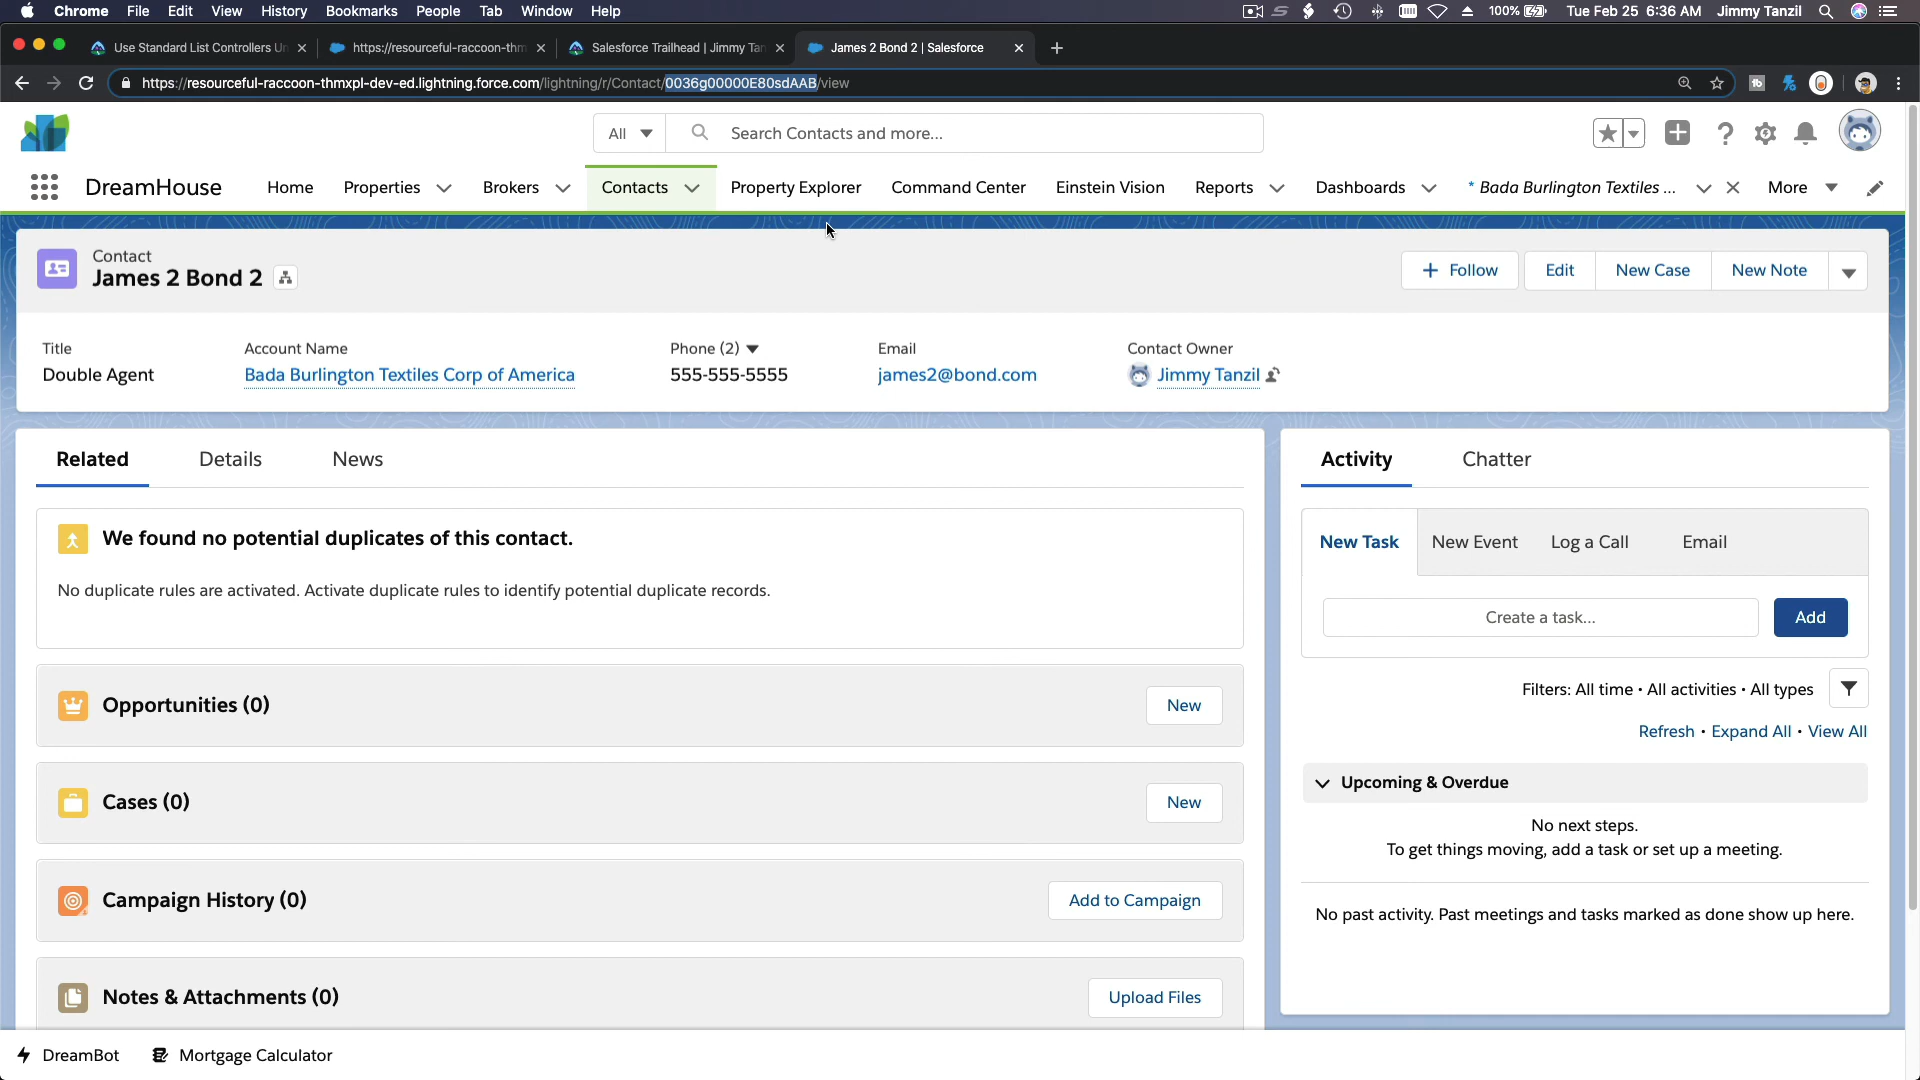 Chrome File Edit View History Bookmarks People Tab Window Help 100% Tue Feb 25 6:36 AM Jimmy Tanzil
Use Standard List Controllers Un https://resourceful-raccoon-thm Salesforce Trailhead | Jimmy Tan James 2 Bond 2 | Salesforce
https://resourceful-raccoon-thmxpl-dev-ed.lightning.force.com/lightning/r/Contact/0036g00000E80sdAAB/view
All Search Contacts and more...
DreamHouse Home Properties Brokers Contacts Property Explorer Command Center Einstein Vision Reports Dashboards * Bada Burlington Textiles ... More
Contact
James 2 Bond 2
Follow Edit New Case New Note
Title Account Name Phone (2) Email Contact Owner
Double Agent Bada Burlington Textiles Corp of America 555-555-5555 james2@bond.com Jimmy Tanzil
Related Details News
We found no potential duplicates of this contact.
No duplicate rules are activated. Activate duplicate rules to identify potential duplicate records.
Opportunities (0) New
Cases (0) New
Campaign History (0) Add to Campaign
Notes & Attachments (0) Upload Files
Activity Chatter
New Task New Event Log a Call Email
Create a task... Add
Filters: All time • All activities • All types
Refresh • Expand All • View All
Upcoming & Overdue
No next steps.
To get things moving, add a task or set up a meeting.
No past activity. Past meetings and tasks marked as done show up here.
DreamBot Mortgage Calculator